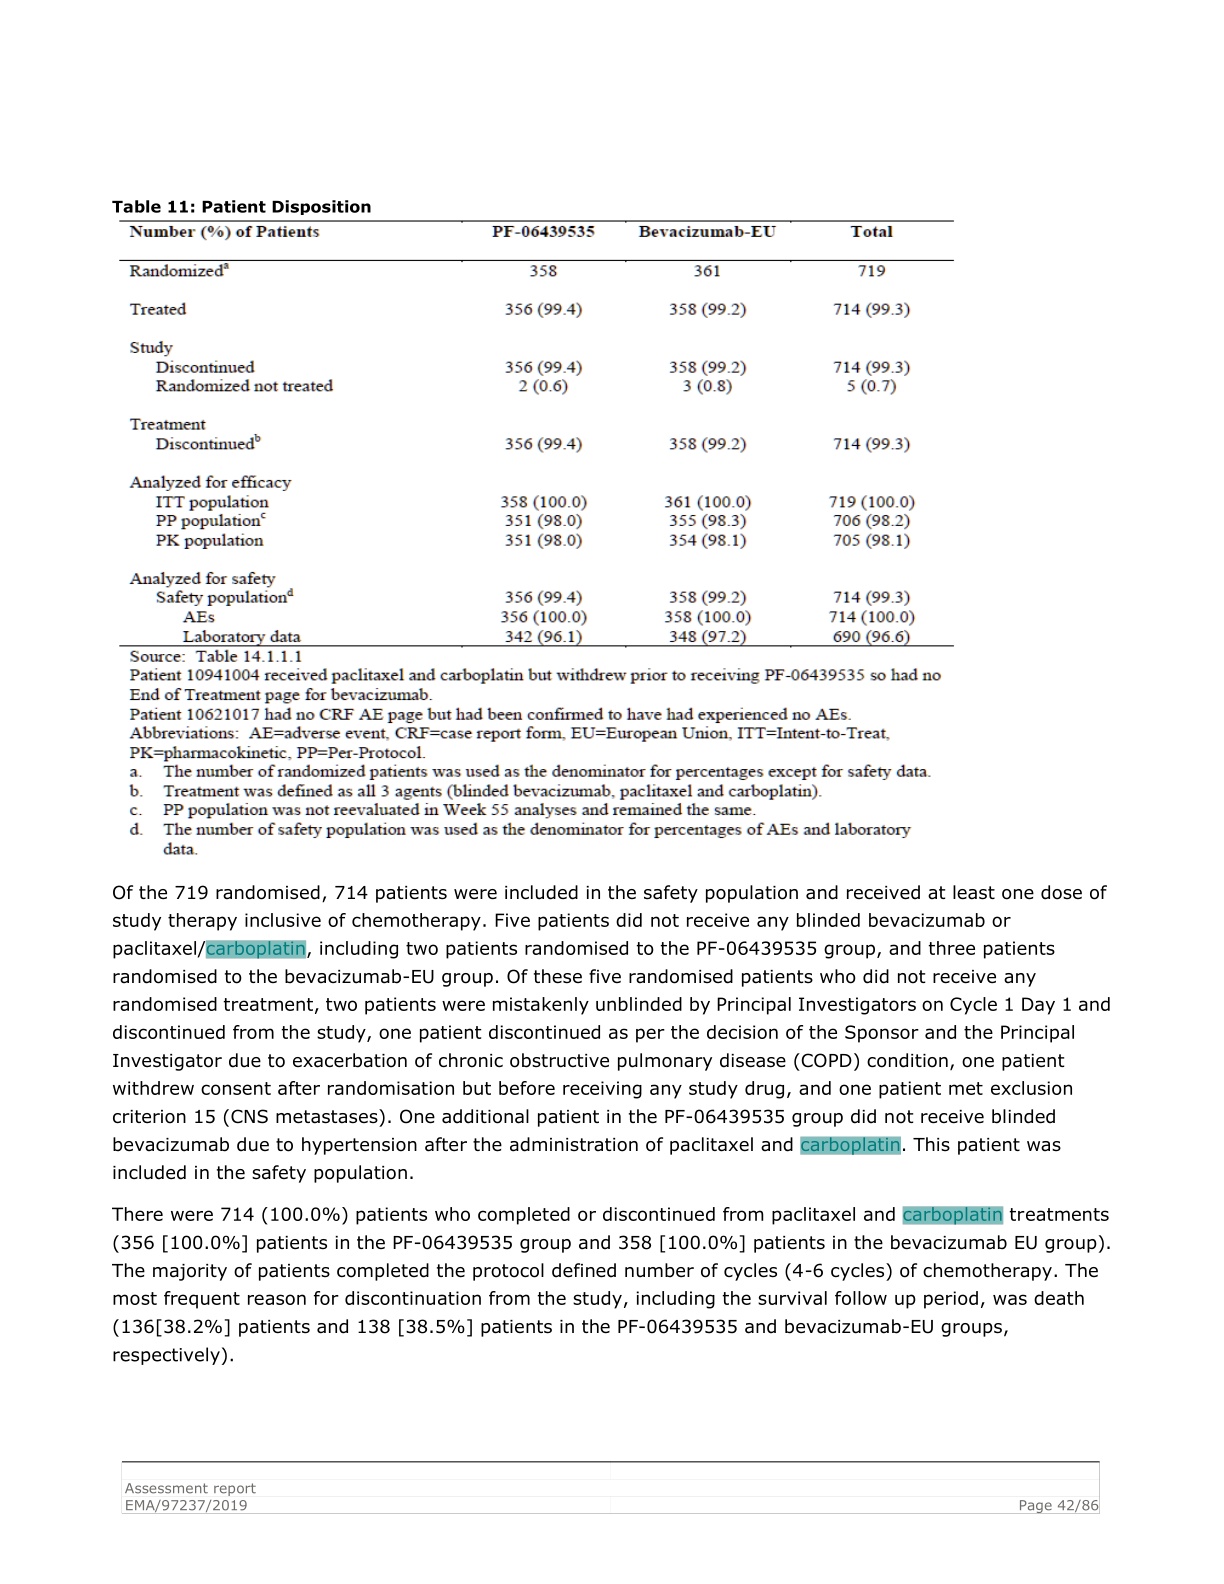 Table 11: Patient Disposition
Number (%) of Patients PF-06439535 Bevacizumab-EU Total
Randomizedᵃ 358 361 719
Treated 356 (99.4) 358 (99.2) 714 (99.3)
Study
Discontinued 356 (99.4) 358 (99.2) 714 (99.3)
Randomized not treated 2 (0.6) 3 (0.8) 5 (0.7)
Treatment
Discontinuedᵇ 356 (99.4) 358 (99.2) 714 (99.3)
Analyzed for efficacy
ITT population 358 (100.0) 361 (100.0) 719 (100.0)
PP populationᶜ 351 (98.0) 355 (98.3) 706 (98.2)
PK population 351 (98.0) 354 (98.1) 705 (98.1)
Analyzed for safety
Safety populationᵈ 356 (99.4) 358 (99.2) 714 (99.3)
AEs 356 (100.0) 358 (100.0) 714 (100.0)
Laboratory data 342 (96.1) 348 (97.2) 690 (96.6)
Source: Table 14.1.1.1
Patient 10941004 received paclitaxel and carboplatin but withdrew prior to receiving PF-06439535 so had no
End of Treatment page for bevacizumab.
Patient 10621017 had no CRF AE page but had been confirmed to have had experienced no AEs.
Abbreviations: AE=adverse event, CRF=case report form, EU=European Union, ITT=Intent-to-Treat,
PK=pharmacokinetic, PP=Per-Protocol.
a. The number of randomized patients was used as the denominator for percentages except for safety data.
b. Treatment was defined as all 3 agents (blinded bevacizumab, paclitaxel and carboplatin).
c. PP population was not reevaluated in Week 55 analyses and remained the same.
d. The number of safety population was used as the denominator for percentages of AEs and laboratory
data.
Of the 719 randomised, 714 patients were included in the safety population and received at least one dose of
study therapy inclusive of chemotherapy. Five patients did not receive any blinded bevacizumab or
paclitaxel/carboplatin, including two patients randomised to the PF-06439535 group, and three patients
randomised to the bevacizumab-EU group. Of these five randomised patients who did not receive any
randomised treatment, two patients were mistakenly unblinded by Principal Investigators on Cycle 1 Day 1 and
discontinued from the study, one patient discontinued as per the decision of the Sponsor and the Principal
Investigator due to exacerbation of chronic obstructive pulmonary disease (COPD) condition, one patient
withdrew consent after randomisation but before receiving any study drug, and one patient met exclusion
criterion 15 (CNS metastases). One additional patient in the PF-06439535 group did not receive blinded
bevacizumab due to hypertension after the administration of paclitaxel and carboplatin. This patient was
included in the safety population.
There were 714 (100.0%) patients who completed or discontinued from paclitaxel and carboplatin treatments
(356 [100.0%] patients in the PF-06439535 group and 358 [100.0%] patients in the bevacizumab EU group).
The majority of patients completed the protocol defined number of cycles (4-6 cycles) of chemotherapy. The
most frequent reason for discontinuation from the study, including the survival follow up period, was death
(136[38.2%] patients and 138 [38.5%] patients in the PF-06439535 and bevacizumab-EU groups,
respectively).
Assessment report
EMA/97237/2019 Page 42/86